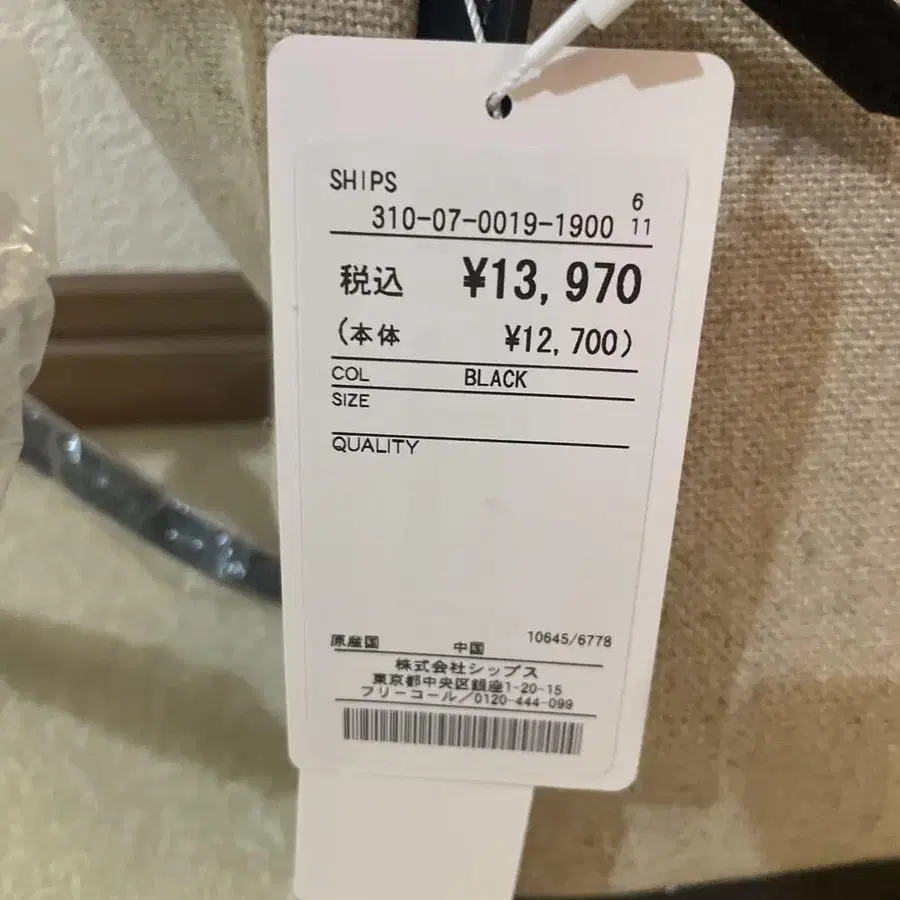 SHIPS
6
310-07-0019-1900 11
税込 ¥13,970
(本体 ¥12,700)
COL BLACK
SIZE
QUALITY
原産国 中国 10645/6778
株式会社シップス
東京都中央区銀座1-20-15
フリーコール/0120-444-099